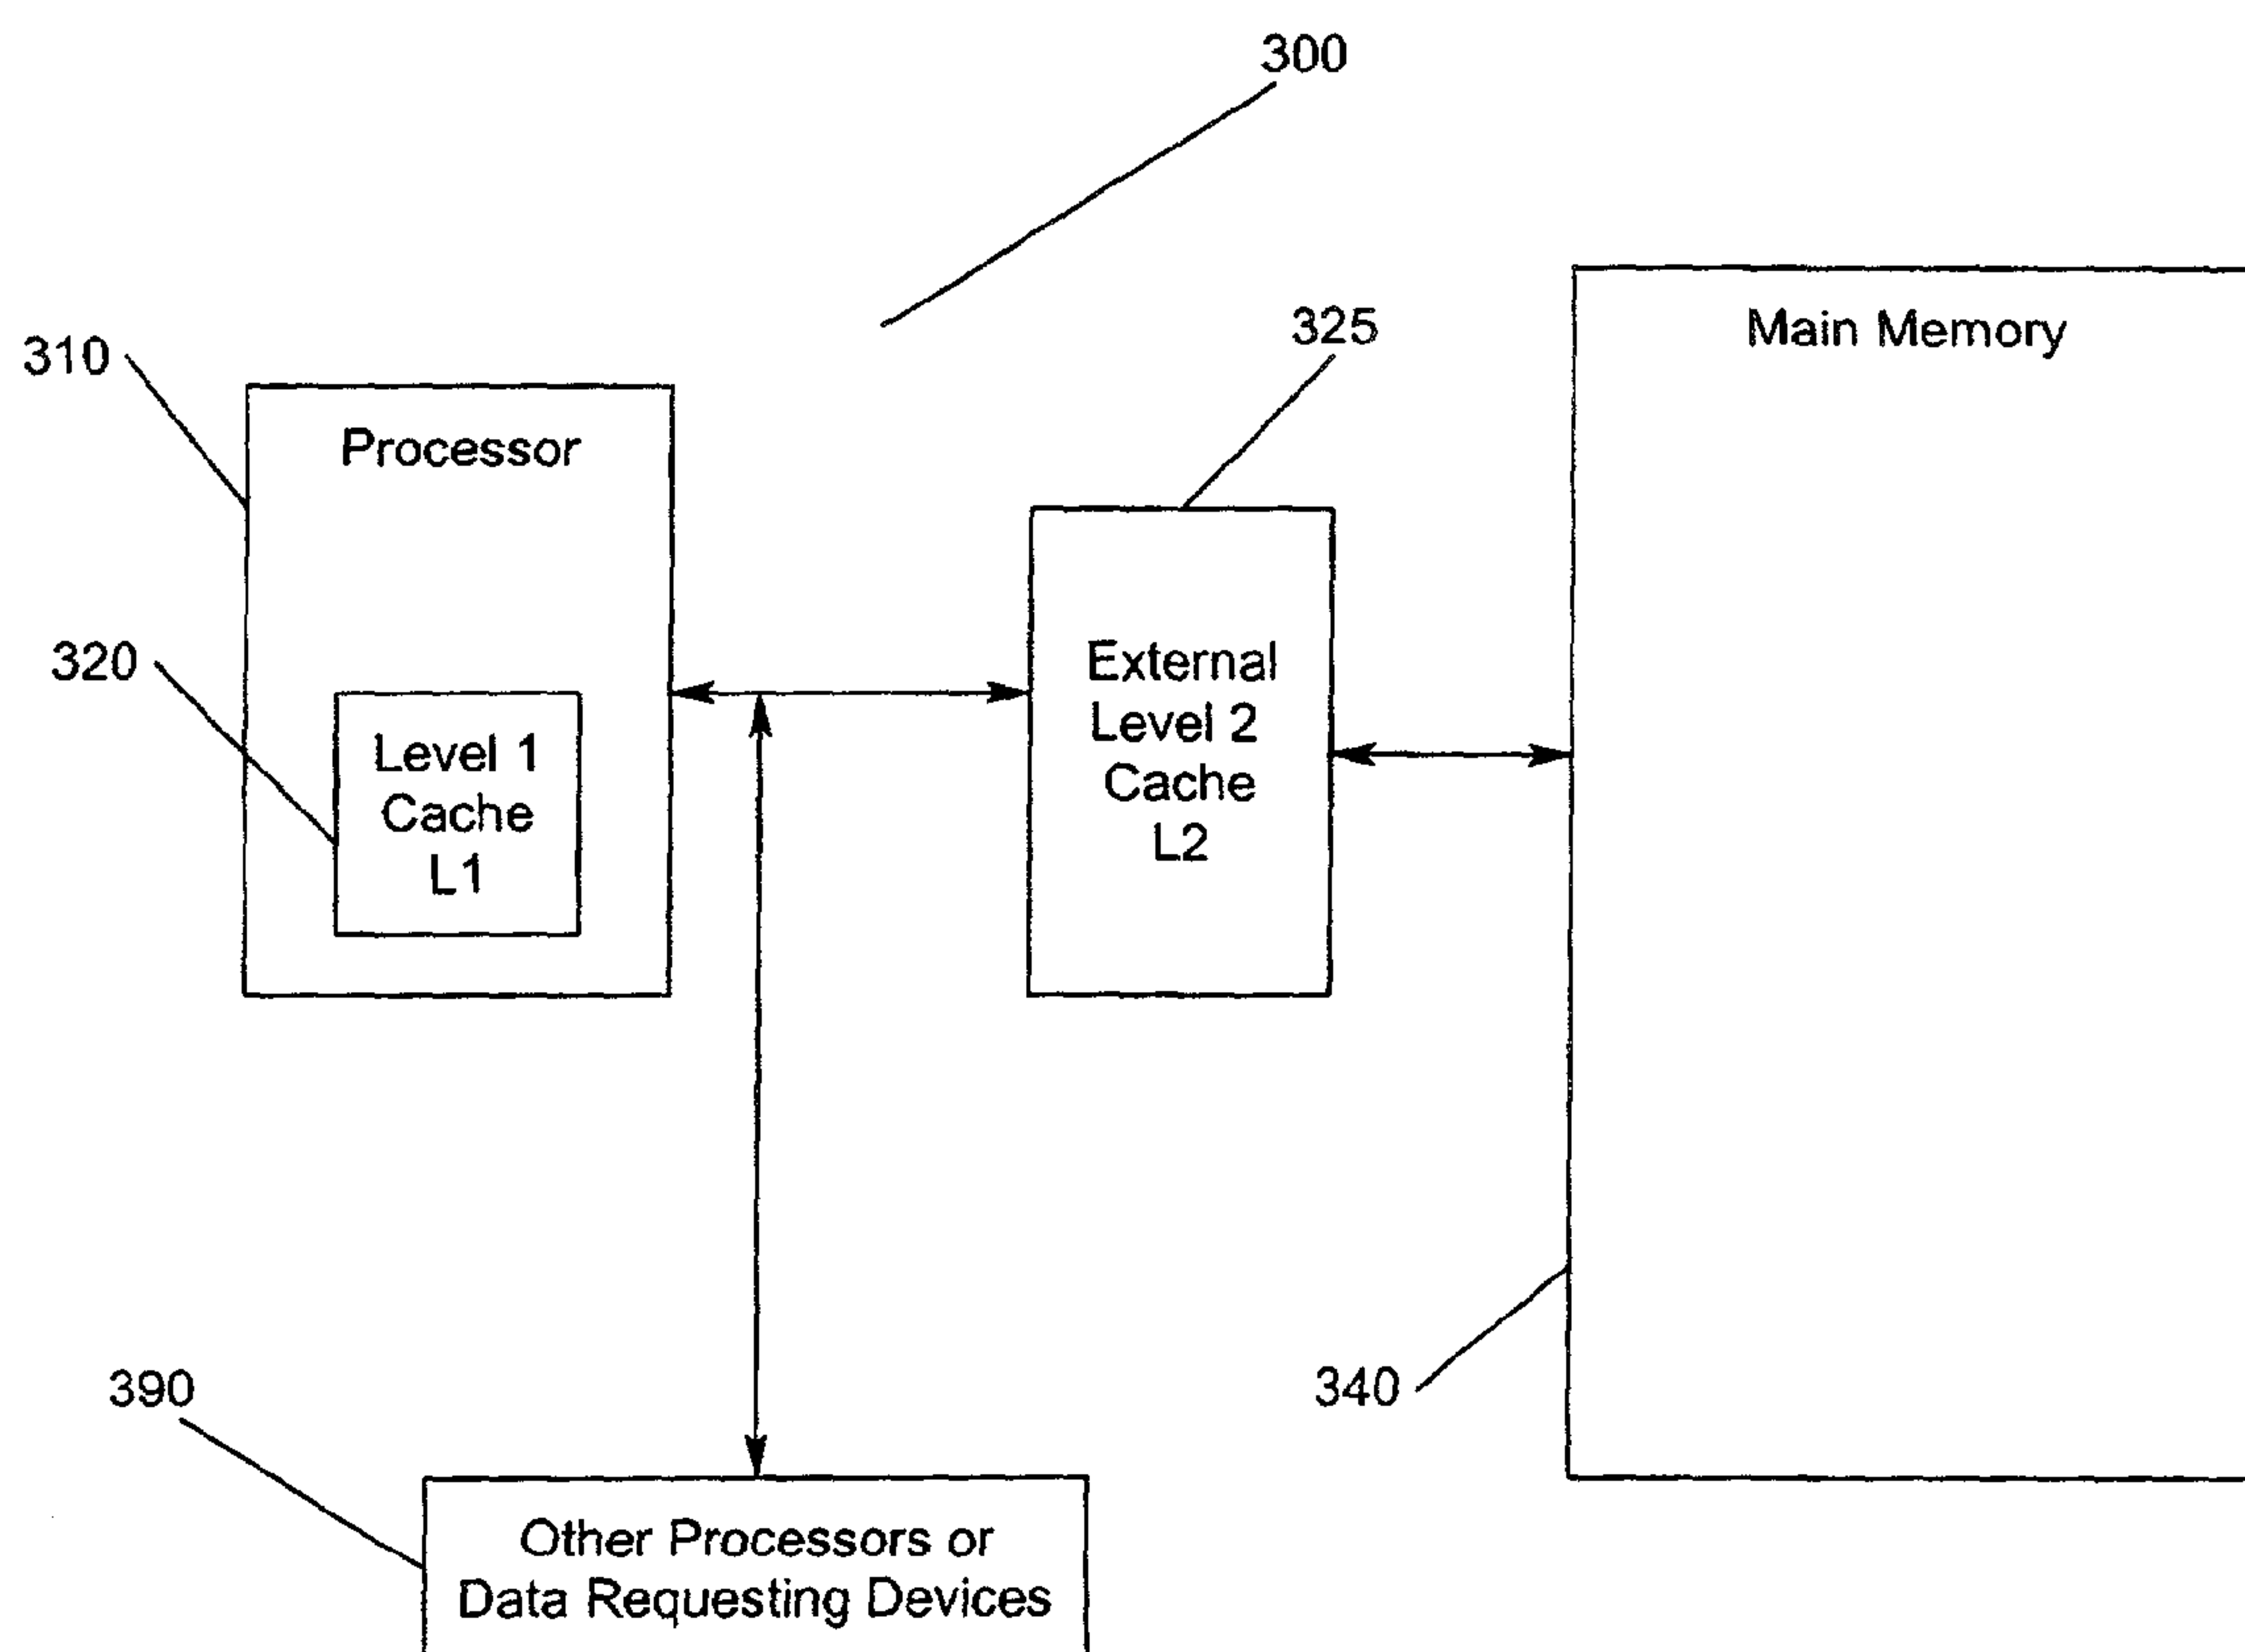 300
325
Main Memory
310
Processor
320
Level 1
Cache
L1
External
Level 2
Cache
L2
340
390
Other Processors or
Data Requesting Devices